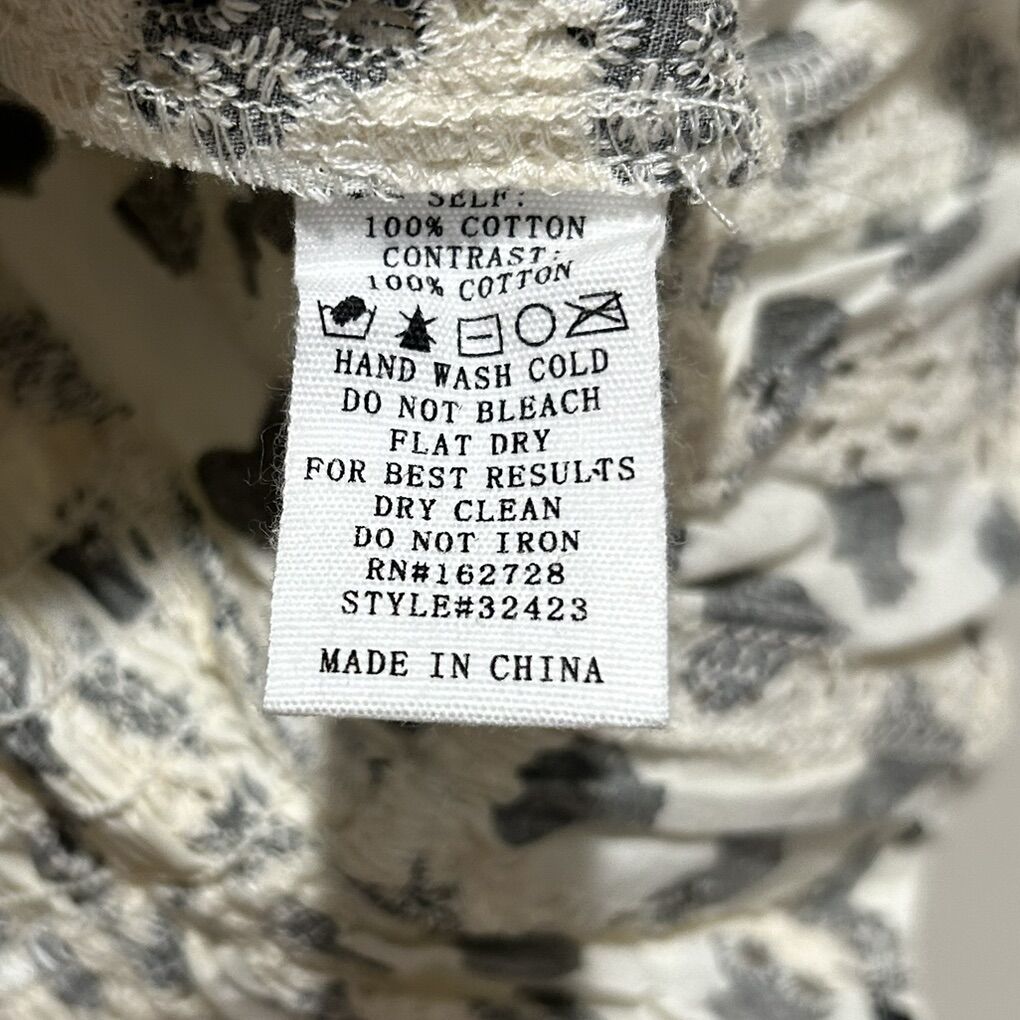 SELF:
100% COTTON
CONTRAST:
100% COTTON
HAND WASH COLD
DO NOT BLEACH
FLAT DRY
FOR BEST RESULTS
DRY CLEAN
DO NOT IRON
RN#162728
STYLE#32423
MADE IN CHINA